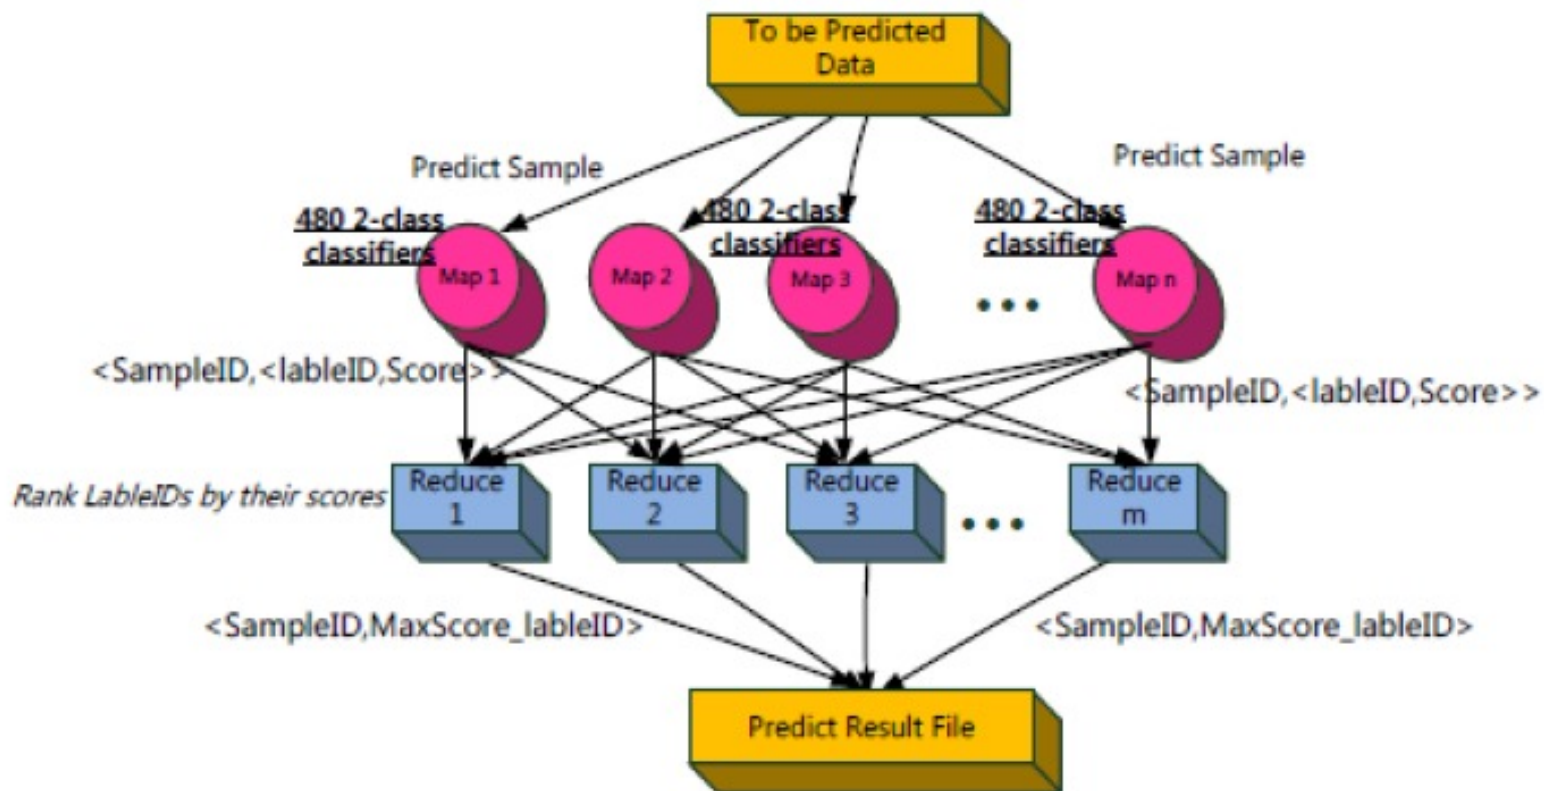 To be Predicted
Data
Predict Sample
Predict Sample
480 2-class
classifiers
480 2-class
classifiers
480 2-class
classifiers
Map 1
Map 2
Map 3
...
Map n
<SampleID,<lableID,Score>>
<SampleID,<lableID,Score>>
Rank LableIDs by their scores
Reduce
1
Reduce
2
Reduce
3
...
Reduce
m
<SampleID,MaxScore_lableID>
<SampleID,MaxScore_lableID>
Predict Result File